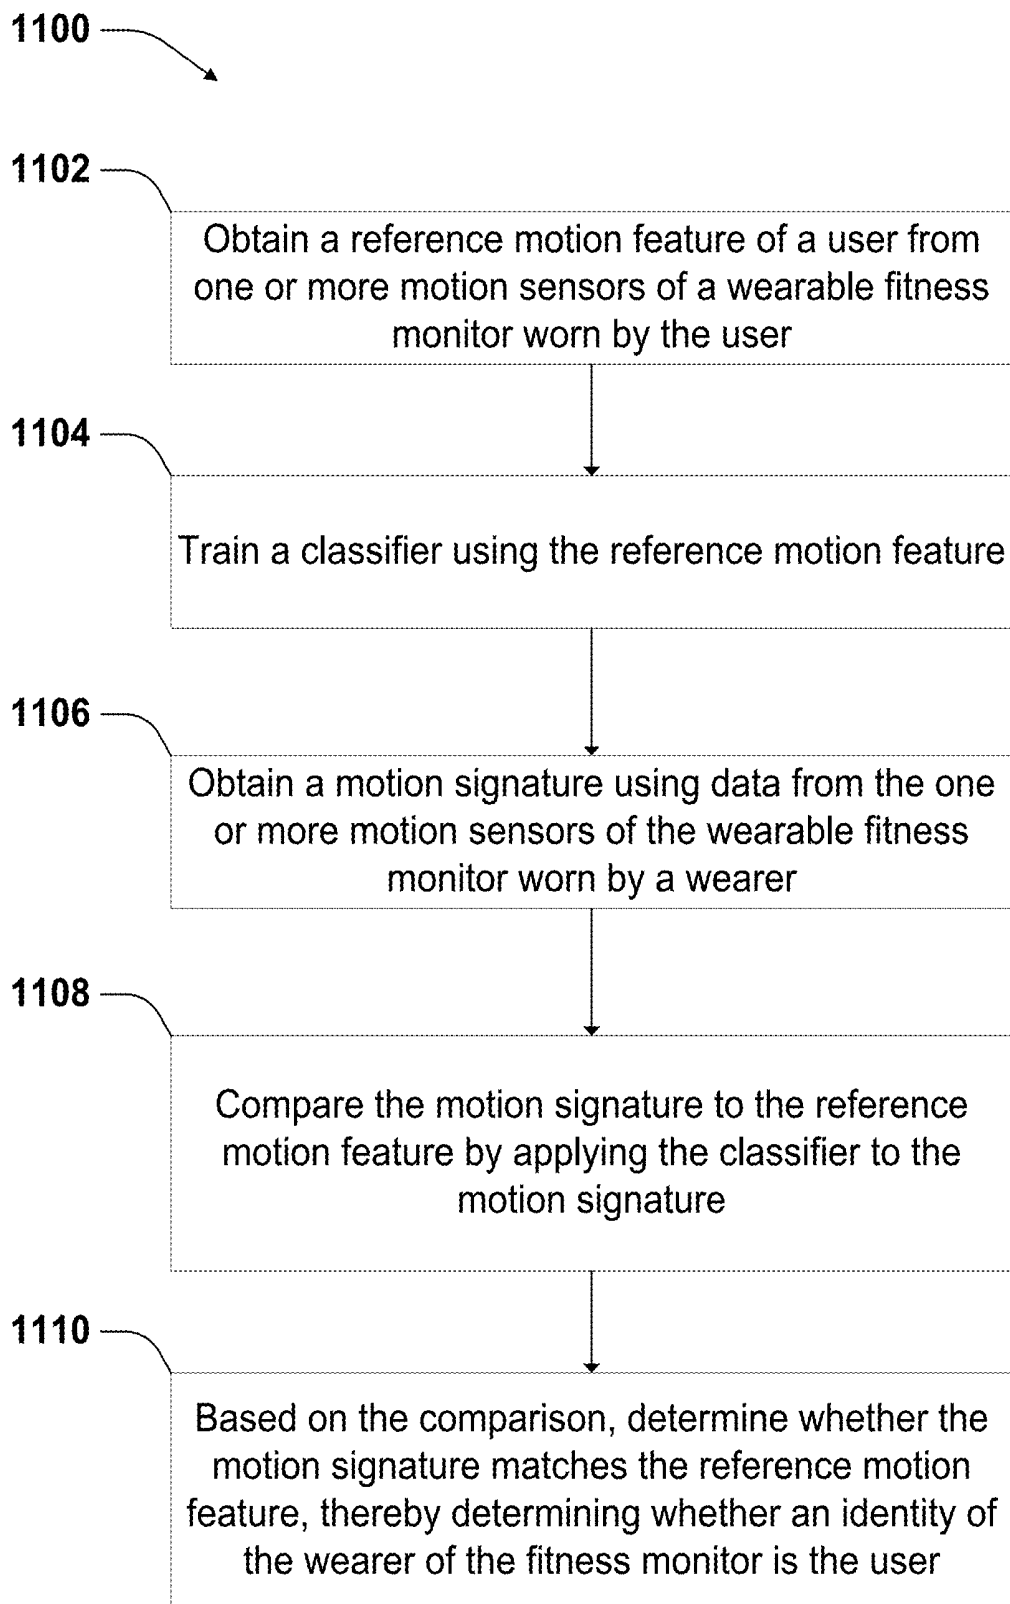 1100
1102
Obtain a reference motion feature of a user from
one or more motion sensors of a wearable fitness
monitor worn by the user
1104
Train a classifier using the reference motion feature
1106
Obtain a motion signature using data from the one
or more motion sensors of the wearable fitness
monitor worn by a wearer
1108
Compare the motion signature to the reference
motion feature by applying the classifier to the
motion signature
1110
Based on the comparison, determine whether the
motion signature matches the reference motion
feature, thereby determining whether an identity of
the wearer of the fitness monitor is the user